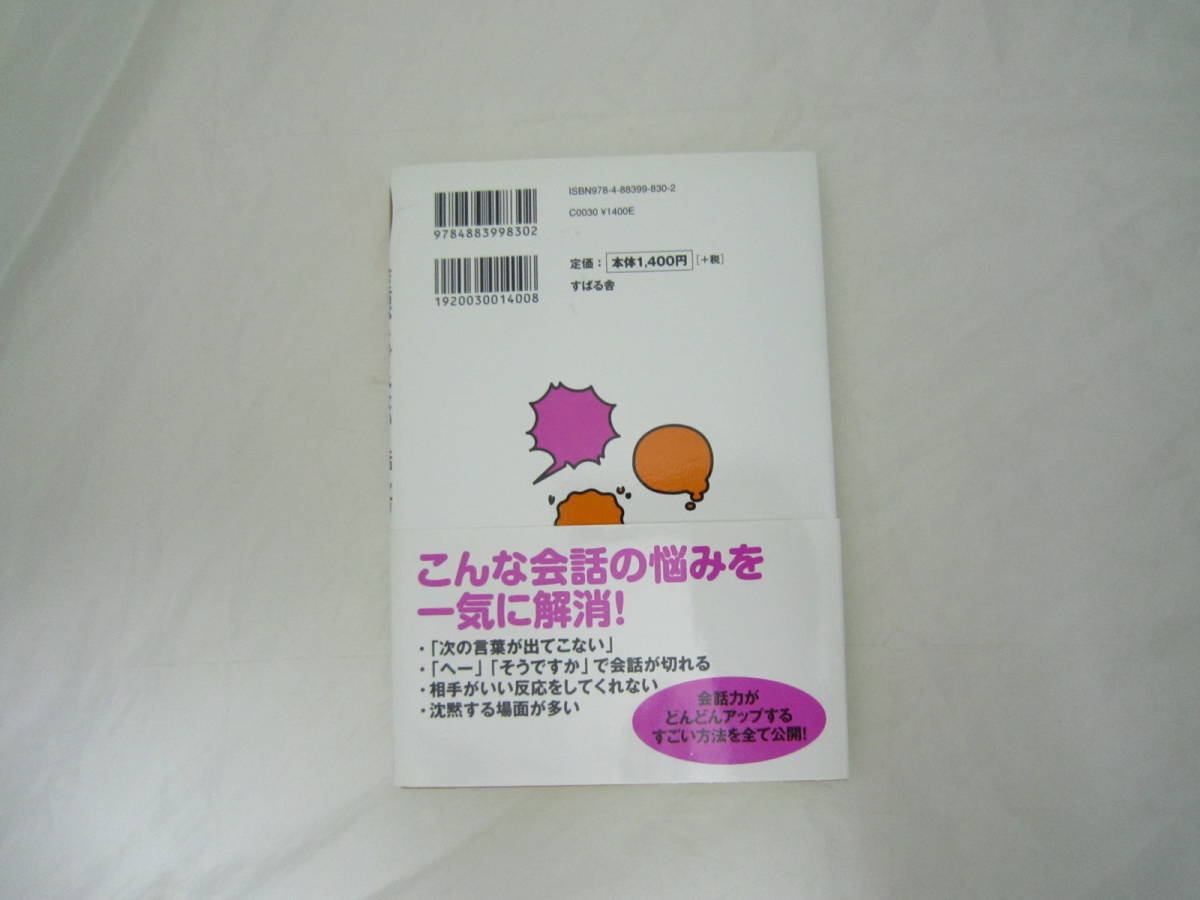 ISBN978-4-88399-830-2
C0030 ¥1400E
9784883998302
定価： 本体1,400円 [+税]
1920030014008
すばる舎
こんな会話の悩みを
一気に解消！
・「次の言葉が出てこない」
・「へー」「そうですか」で会話が切れる
・相手がいい反応をしてくれない
・沈黙する場面が多い
会話力が
どんどんアップする
すごい方法を全て公開！